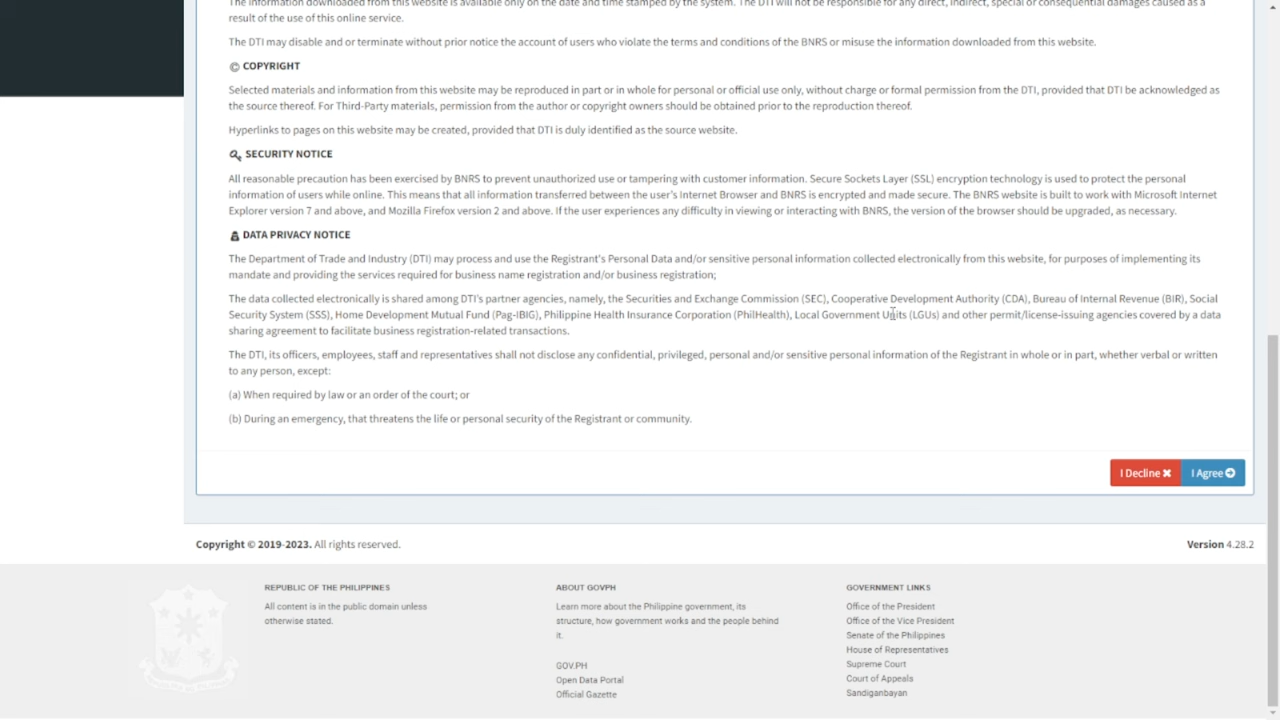 The information downloaded from this website is available only on the date and time stamped by the system. The DTI will not be responsible for any direct, indirect, special or consequential damages caused as a
result of the use of this online service.
The DTI may disable and or terminate without prior notice the account of users who violate the terms and conditions of the BNRS or misuse the information downloaded from this website.
© COPYRIGHT
Selected materials and information from this website may be reproduced in part or in whole for personal or official use only, without charge or formal permission from the DTI, provided that DTI be acknowledged as
the source thereof. For Third-Party materials, permission from the author or copyright owners should be obtained prior to the reproduction thereof.
Hyperlinks to pages on this website may be created, provided that DTI is duly identified as the source website.
SECURITY NOTICE
All reasonable precaution has been exercised by BNRS to prevent unauthorized use or tampering with customer information. Secure Sockets Layer (SSL) encryption technology is used to protect the personal
information of users while online. This means that all information transferred between the user's Internet Browser and BNRS is encrypted and made secure. The BNRS website is built to work with Microsoft Internet
Explorer version 7 and above, and Mozilla Firefox version 2 and above. If the user experiences any difficulty in viewing or interacting with BNRS, the version of the browser should be upgraded, as necessary.
DATA PRIVACY NOTICE
The Department of Trade and Industry (DTI) may process and use the Registrant's Personal Data and/or sensitive personal information collected electronically from this website, for purposes of implementing its
mandate and providing the services required for business name registration and/or business registration;
The data collected electronically is shared among DTI's partner agencies, namely, the Securities and Exchange Commission (SEC), Cooperative Development Authority (CDA), Bureau of Internal Revenue (BIR), Social
Security System (SSS), Home Development Mutual Fund (Pag-IBIG), Philippine Health Insurance Corporation (PhilHealth), Local Government Units (LGUs) and other permit/license-issuing agencies covered by a data
sharing agreement to facilitate business registration-related transactions.
The DTI, its officers, employees, staff and representatives shall not disclose any confidential, privileged, personal and/or sensitive personal information of the Registrant in whole or in part, whether verbal or written
to any person, except:
(a) When required by law or an order of the court; or
(b) During an emergency, that threatens the life or personal security of the Registrant or community.
I Decline I Agree
Copyright © 2019-2023. All rights reserved. Version 4.28.2
REPUBLIC OF THE PHILIPPINES
All content is in the public domain unless
otherwise stated.
ABOUT GOVPH
Learn more about the Philippine government, its
structure, how government works and the people behind
it.
GOV.PH
Open Data Portal
Official Gazette
GOVERNMENT LINKS
Office of the President
Office of the Vice President
Senate of the Philippines
House of Representatives
Supreme Court
Court of Appeals
Sandiganbayan